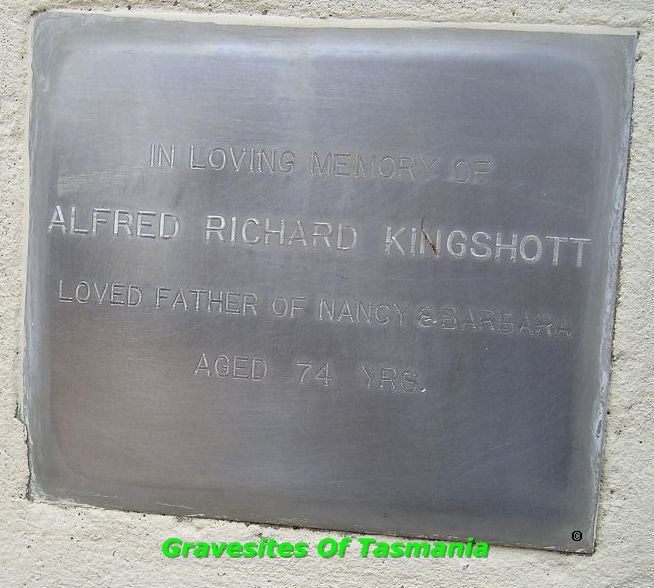 IN LOVING MEMORY OF
ALFRED RICHARD KINGSHOTT
LOVED FATHER OF NANCY & BARBARA
AGED 74 YRS.
©
Gravesites Of Tasmania